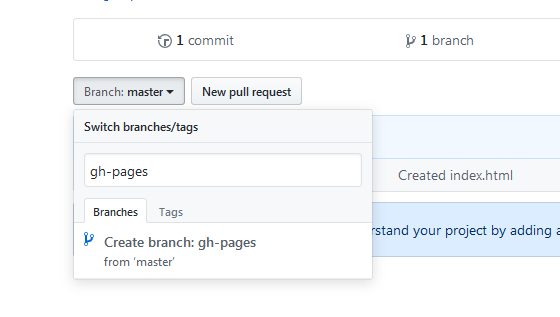 1 commit
1 branch
Branch: master
New pull request
Switch branches/tags
gh-pages
Created index.html
Branches
Tags
rstand your project by adding a
Create branch: gh-pages
from ‘master’